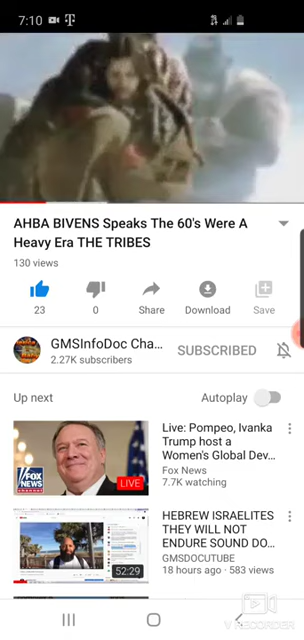 7:10
AHBA BIVENS Speaks The 60's Were A
Heavy Era THE TRIBES
130 views
23
0
Share
Download
Save
GMSInfoDoc Cha...
SUBSCRIBED
2.27K subscribers
Up next
Autoplay
Live: Pompeo, Ivanka
Trump host a
Women's Global Dev...
Fox News
7.7K watching
FOX
NEWS
LIVE
HEBREW ISRAELITES
THEY WILL NOT
ENDURE SOUND DO...
GMSDOCUTUBE
18 hours ago · 583 views
52:29
V RECORDER